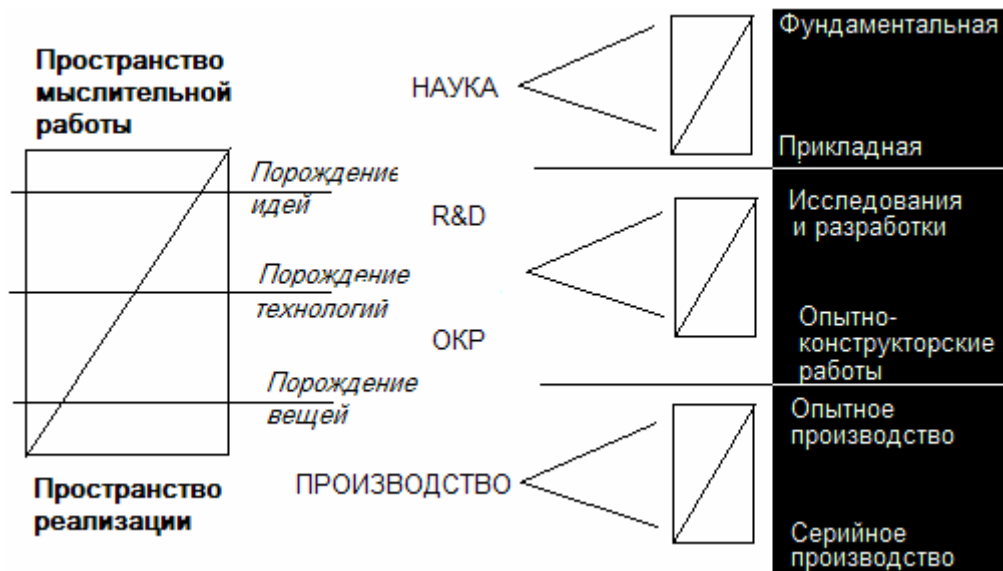 Пространство
мыслительной
работы
Порождение
идей
Порождение
технологий
Порождение
вещей
Пространство
реализации
НАУКА
R&D
ОКР
ПРОИЗВОДСТВО
Фундаментальная
Прикладная
Исследования
и разработки
Опытно-
конструкторские
работы
Опытное
производство
Серийное
производство